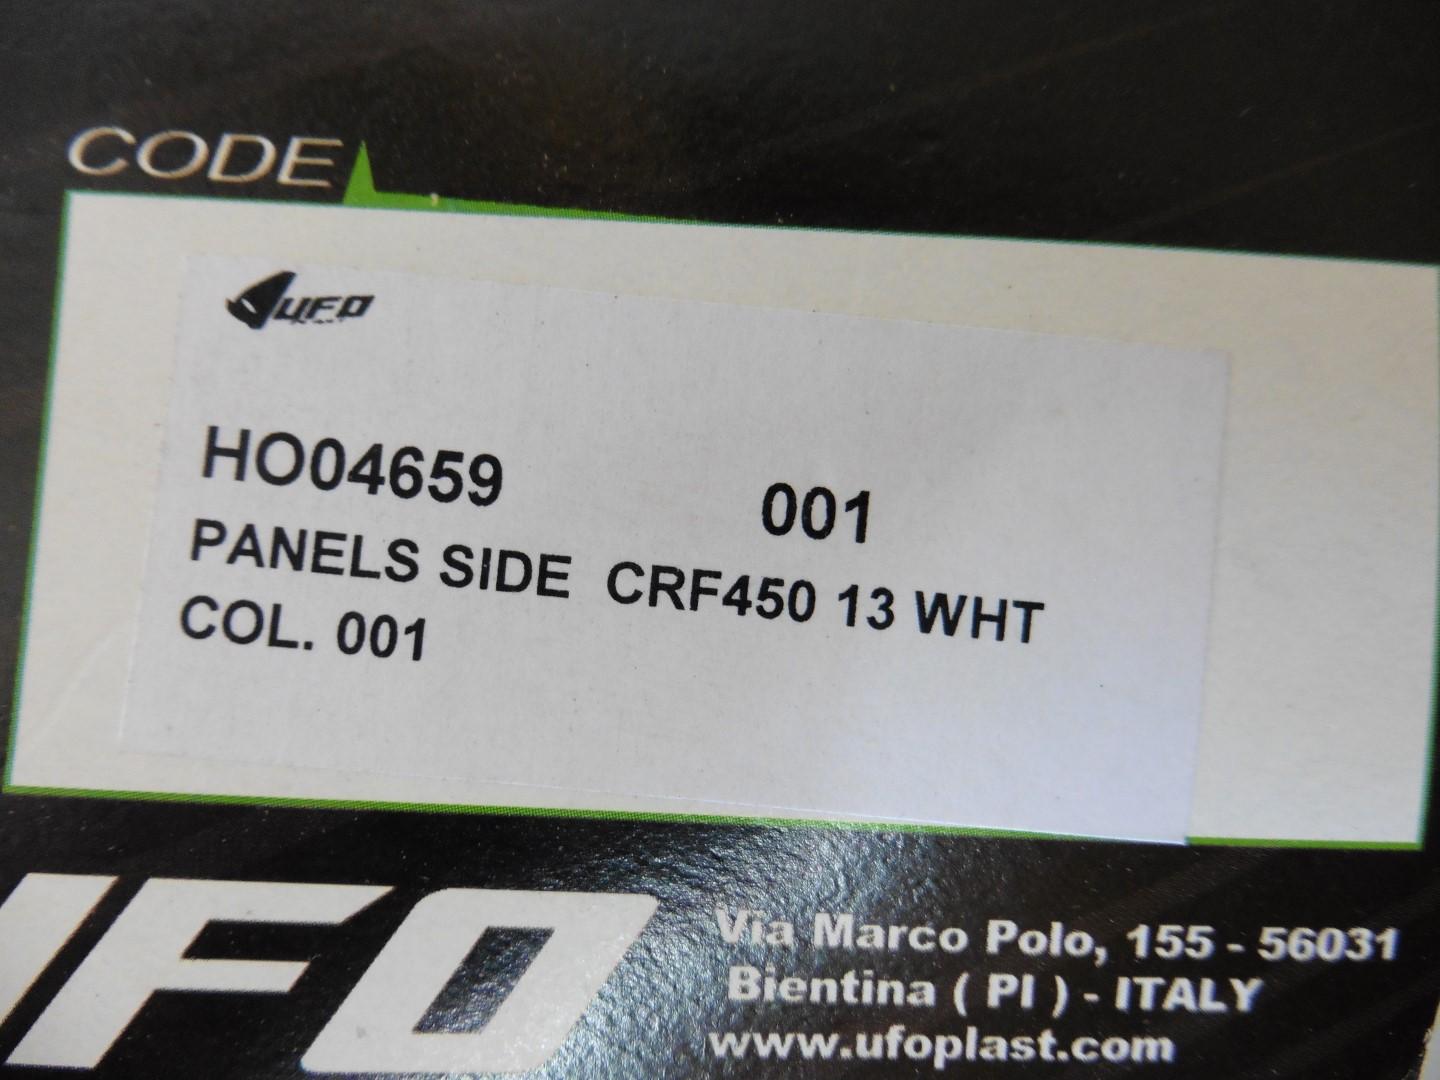 CODE
UFO
HO04659 001
PANELS SIDE CRF450 13 WHT
COL. 001
UFO
Via Marco Polo, 155 - 56031
Bientina ( PI ) - ITALY
www.ufoplast.com